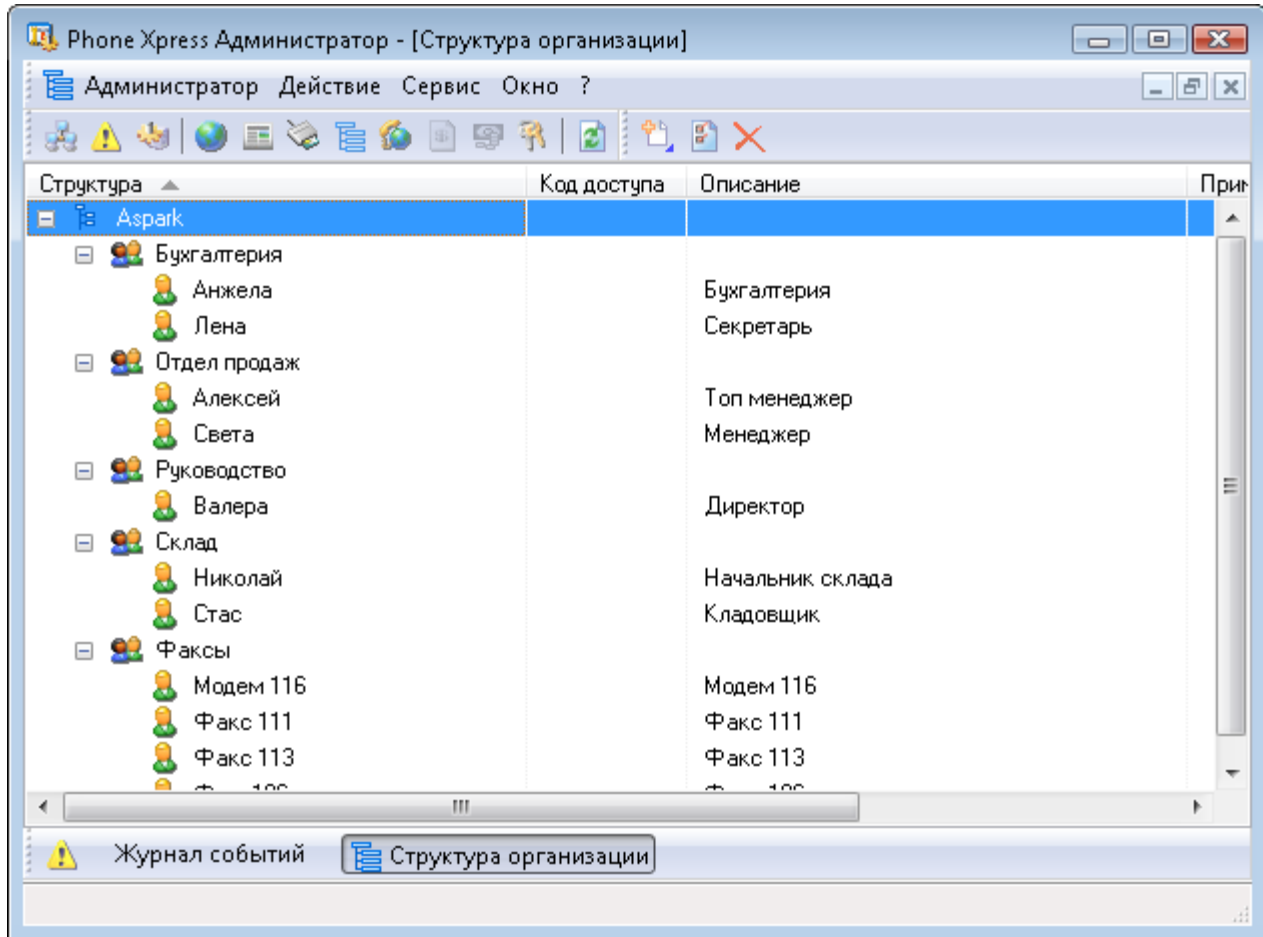 Phone Xpress Администратор - [Структура организации]
Администратор Действие Сервис Окно ?
Структура Код доступа Описание
Aspark
Бухгалтерия
Анжела Бухгалтерия
Лена Секретарь
Отдел продаж
Алексей Топ менеджер
Света Менеджер
Руководство
Валера Директор
Склад
Николай Начальник склада
Стас Кладовщик
Факсы
Модем 116 Модем 116
Факс 111 Факс 111
Факс 113 Факс 113
Журнал событий Структура организации